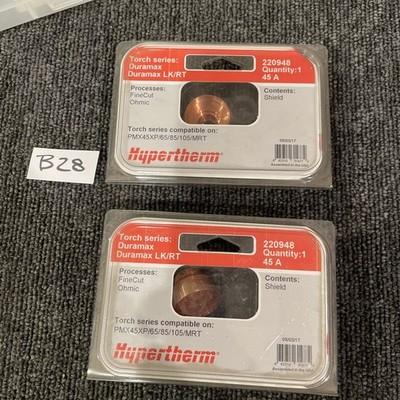 Torch series:
Duramax
Duramax LK/RT
220948
Quantity:1
45 A
Processes:
FineCut
Ohmic
Contents:
Shield
Torch series compatible on:
PMX45XP/65/85/105/MRT
Hypertherm
B28
Torch series:
Duramax
Duramax LK/RT
220948
Quantity:1
45 A
Processes:
FineCut
Ohmic
Contents:
Shield
Torch series compatible on:
PMX45XP/65/85/105/MRT
Hypertherm